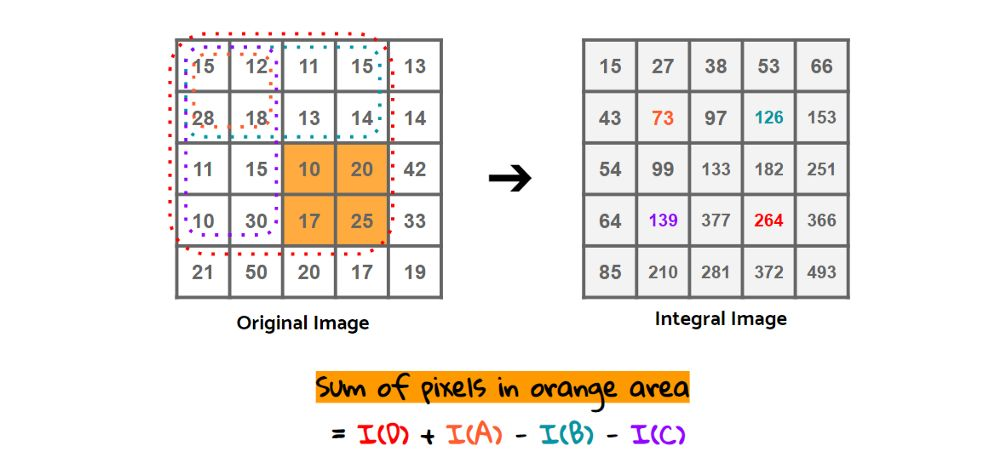 15 12 11 15 13
28 18 13 14 14
11 15 10 20 42
10 30 17 25 33
21 50 20 17 19
Original Image
15 27 38 53 66
43 73 97 126 153
54 99 133 182 251
64 139 377 264 366
85 210 281 372 493
Integral Image
Sum of pixels in orange area
= I(D) + I(A) - I(B) - I(C)